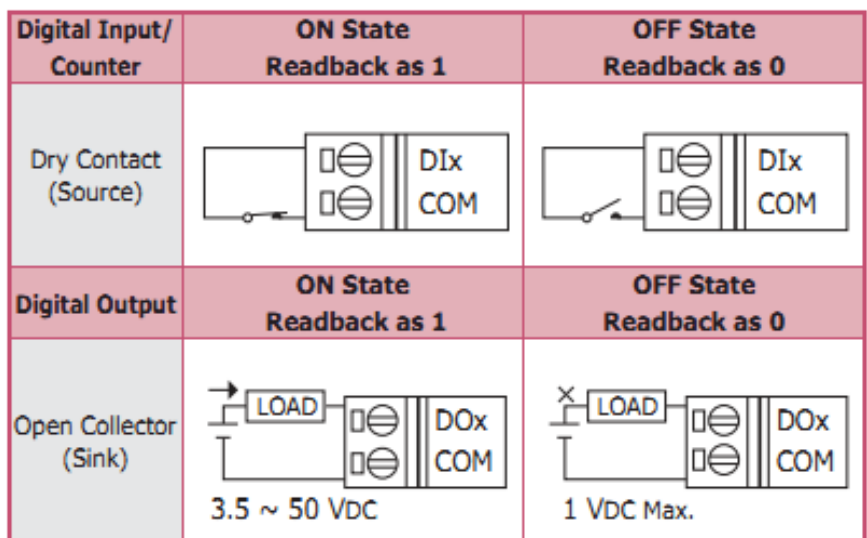 Digital Input/
Counter
ON State
Readback as 1
OFF State
Readback as 0
Dry Contact
(Source)
DIx
COM
DIx
COM
Digital Output
ON State
Readback as 1
OFF State
Readback as 0
Open Collector
(Sink)
LOAD
DOx
COM
3.5 ~ 50 VDC
LOAD
DOx
COM
1 VDC Max.